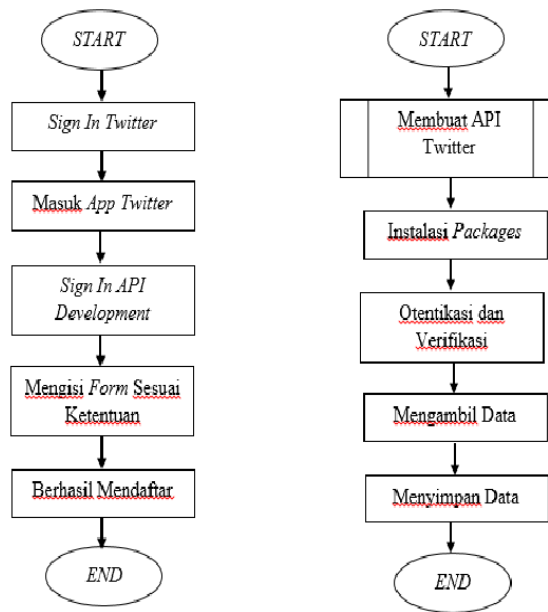 START
Sign In Twitter
Masuk App Twitter
Sign In API
Development
Mengisi Form Sesuai
Ketentuan
Berhasil Mendaftar
END
START
Membuat API
Twitter
Instalasi Packages
Otentikasi dan
Verifikasi
Mengambil Data
Menyimpan Data
END